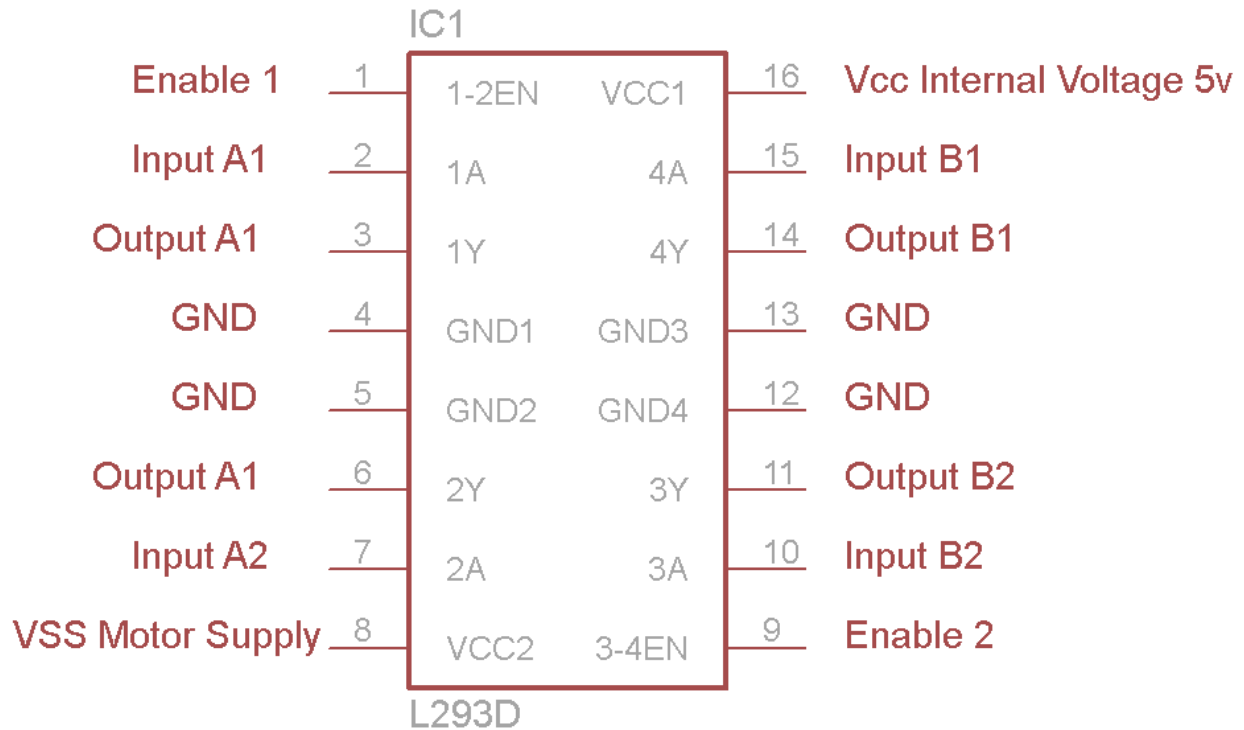 IC1
Enable 1 1 1-2EN VCC1 16 Vcc Internal Voltage 5v
Input A1 2 1A 4A 15 Input B1
Output A1 3 1Y 4Y 14 Output B1
GND 4 GND1 GND3 13 GND
GND 5 GND2 GND4 12 GND
Output A1 6 2Y 3Y 11 Output B2
Input A2 7 2A 3A 10 Input B2
VSS Motor Supply 8 VCC2 3-4EN 9 Enable 2
L293D